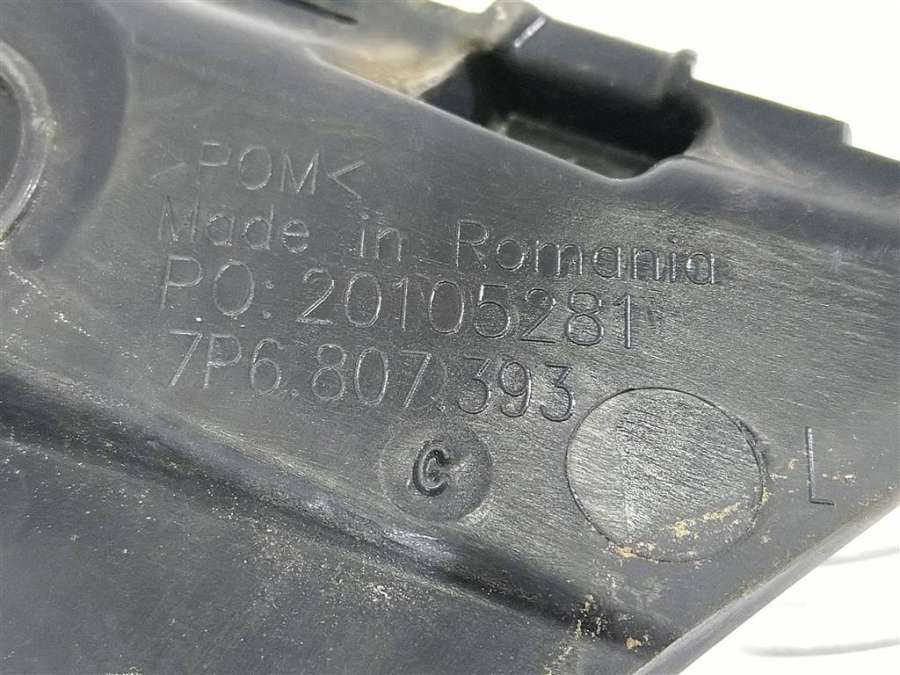 >POM<
Made in Romania
PO: 20105281
7P6.807.393
C
L